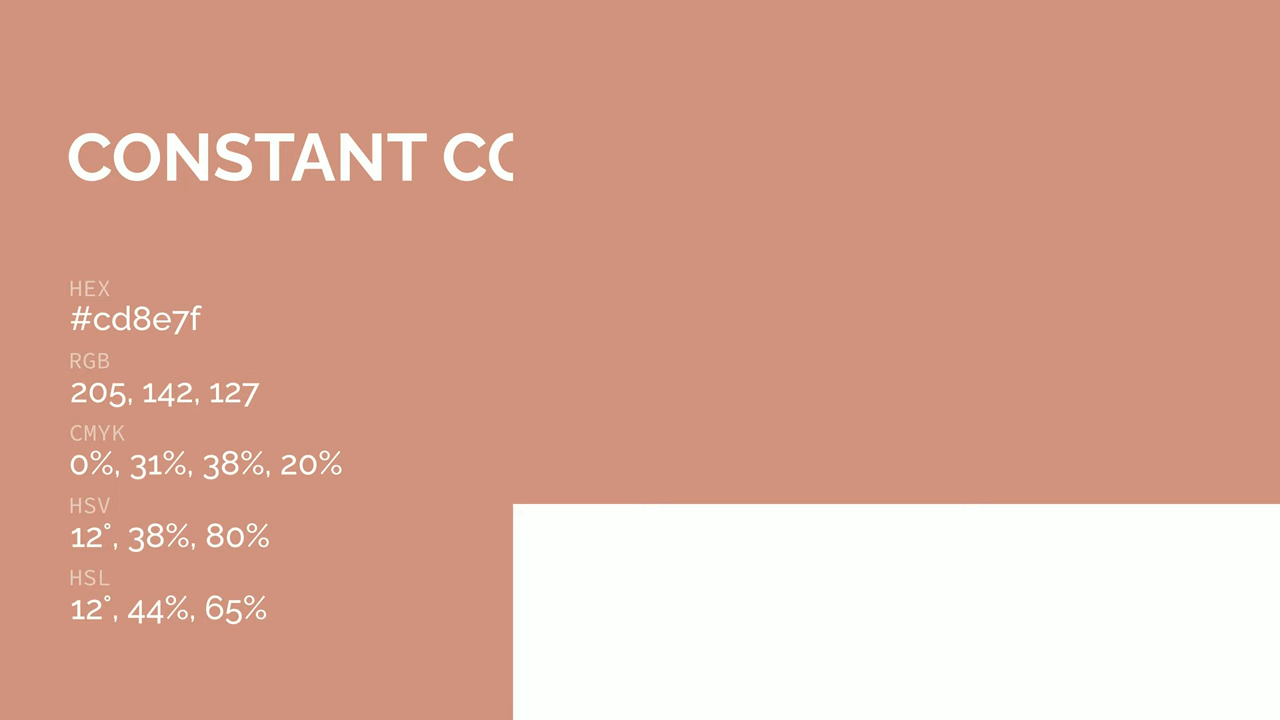 CONSTANT
HEX
#cd8e7f
RGB
205, 142, 127
CMYK
0%, 31%, 38%, 20%
HSV
12°, 38%, 80%
HSL
12°, 44%, 65%